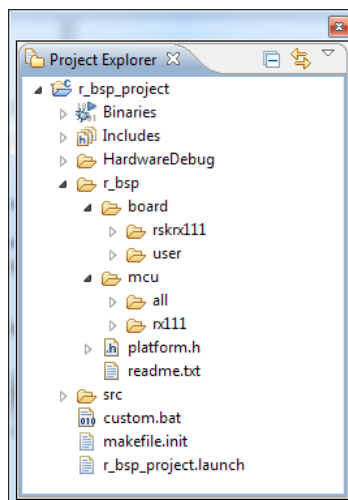 Project Explorer
r_bsp_project
Binaries
Includes
HardwareDebug
r_bsp
board
rskrx111
user
mcu
all
rx111
platform.h
readme.txt
src
custom.bat
makefile.init
r_bsp_project.launch